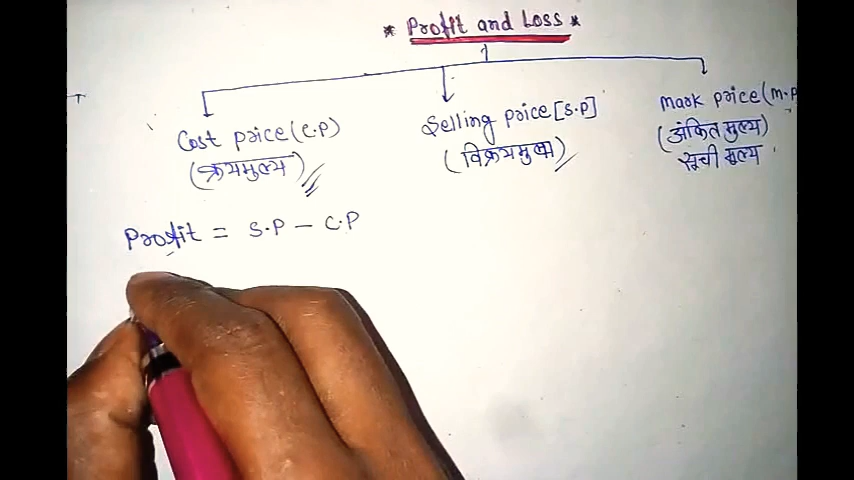 * Profit and Loss *
Cost price (C.P)
(क्रयमुल्य)
Selling price [S.P]
(विक्रयमुल्य)
Mark price (M.P
(अंकित मुल्य)
सूची मुल्य
Profit = S.P - C.P